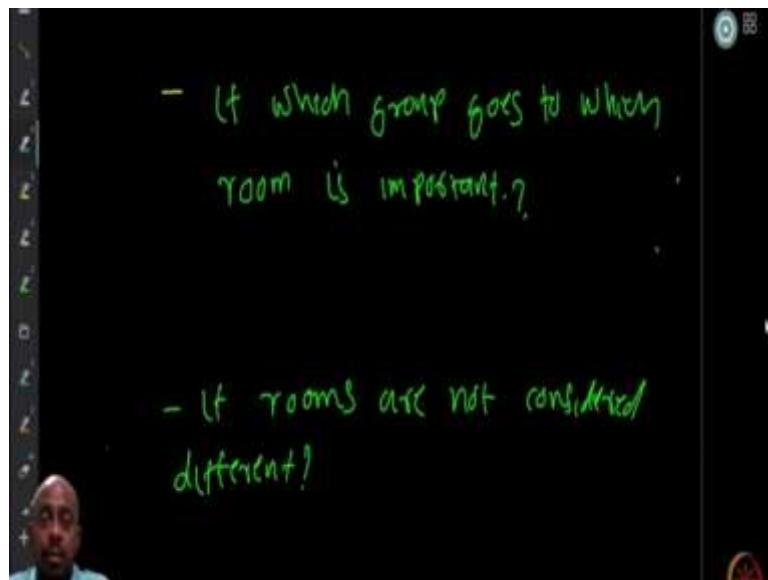 - If which group goes to which
room is important.?
- If rooms are not considered
different?